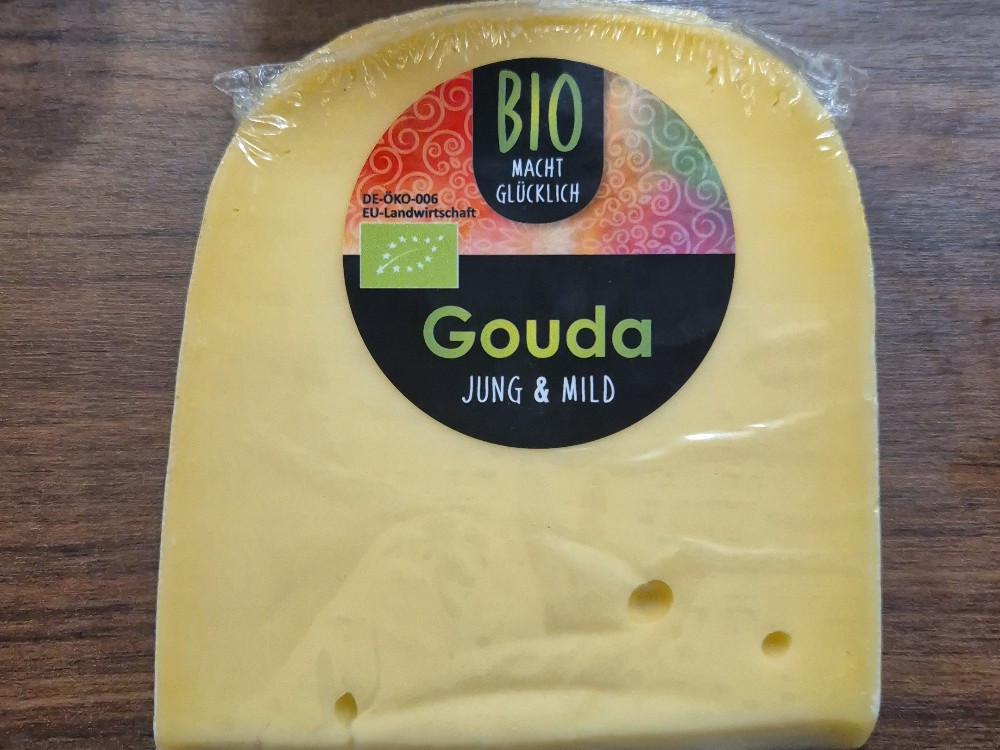 BIO
MACHT
GLÜCKLICH
DE-ÖKO-006
EU-Landwirtschaft
Gouda
JUNG & MILD